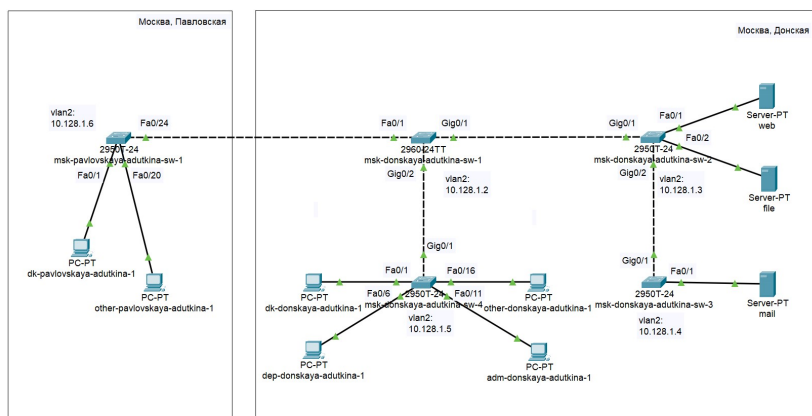 Москва, Павловская
Москва, Донская
vlan2:
10.128.1.6
Fa0/24
2950T-24
msk-pavlovskaya-adutkina-sw-1
Fa0/1
Fa0/20
PC-PT
dk-pavlovskaya-adutkina-1
PC-PT
other-pavlovskaya-adutkina-1
Fa0/1
Gig0/1
2960-24TT
msk-donskaya-adutkina-sw-1
Gig0/2
vlan2:
10.128.1.2
Gig0/1
Fa0/1
Fa0/2
2950T-24
msk-donskaya-adutkina-sw-2
Gig0/2
vlan2:
10.128.1.3
Server-PT
web
Server-PT
file
Gig0/1
Fa0/1
Fa0/16
2950T-24
msk-donskaya-adutkina-sw-4
Fa0/6
Fa0/11
vlan2:
10.128.1.5
PC-PT
dk-donskaya-adutkina-1
PC-PT
other-donskaya-adutkina-1
PC-PT
dep-donskaya-adutkina-1
PC-PT
adm-donskaya-adutkina-1
Gig0/1
Fa0/1
2950T-24
msk-donskaya-adutkina-sw-3
vlan2:
10.128.1.4
Server-PT
mail